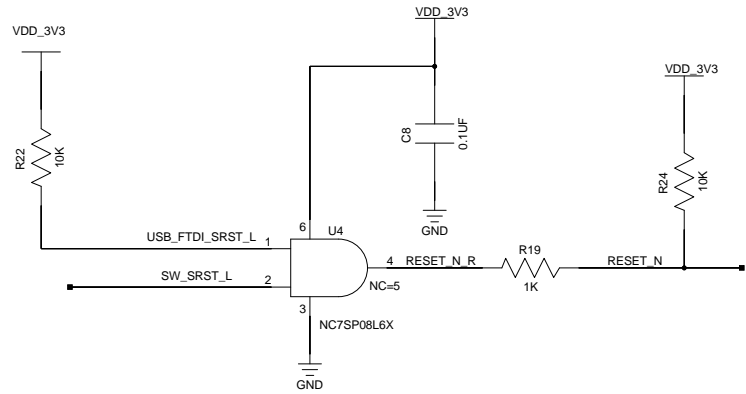 VDD_3V3
VDD_3V3
VDD_3V3
R22
10K
C8
0.1UF
R24
10K
GND
USB_FTDI_SRST_L
1
6
U4
SW_SRST_L
2
4
RESET_N_R
R19
1K
RESET_N
NC=5
3
NC7SP08L6X
GND